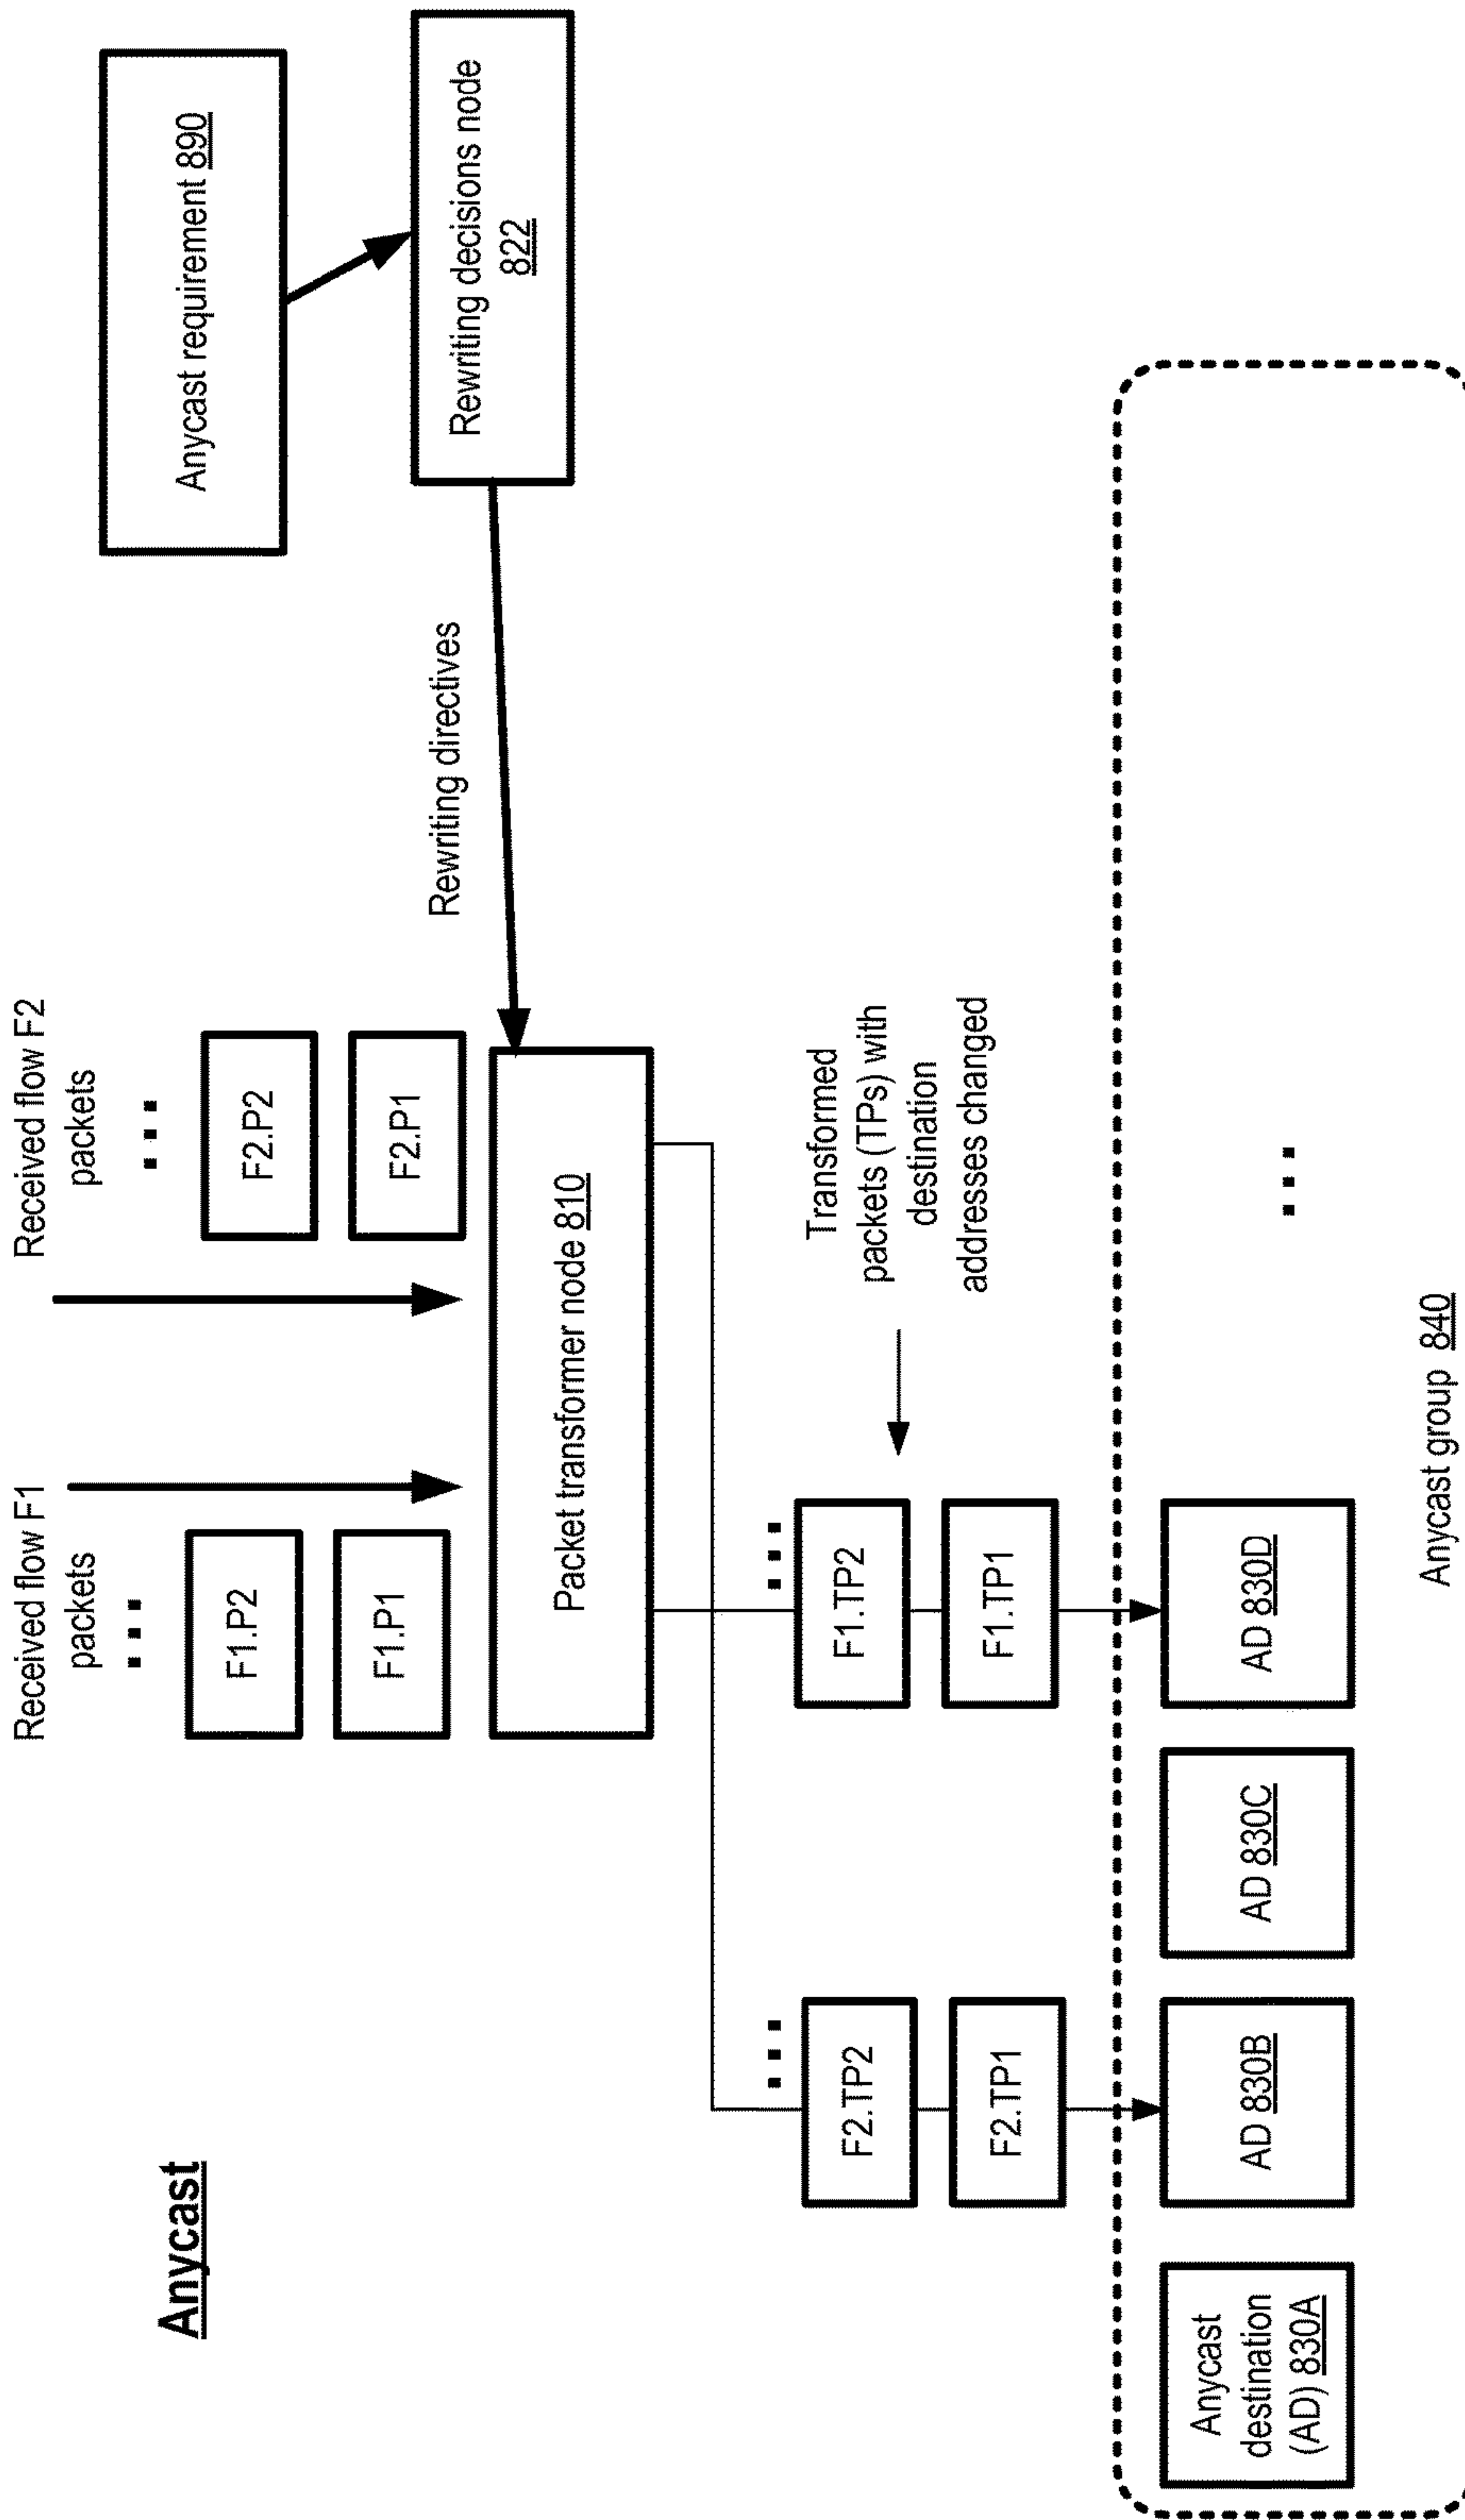 Anycast
Received flow F1
packets
...
F1.P2
F1.P1
Received flow F2
packets
...
F2.P2
F2.P1
Anycast requirement 890
Rewriting decisions node
822
Rewriting directives
Packet transformer node 810
...
F2.TP2
F2.TP1
...
F1.TP2
F1.TP1
Transformed
packets (TPs) with
destination
addresses changed
Anycast
destination
(AD) 830A
AD 830B
AD 830C
AD 830D
...
Anycast group 840